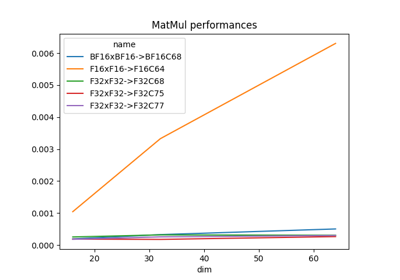 MatMul performances
name
BF16xBF16->BF16C68
F16xF16->F16C64
F32xF32->F32C68
F32xF32->F32C75
F32xF32->F32C77
0.006
0.005
0.004
0.003
0.002
0.001
0.000
20 30 40 50 60
dim